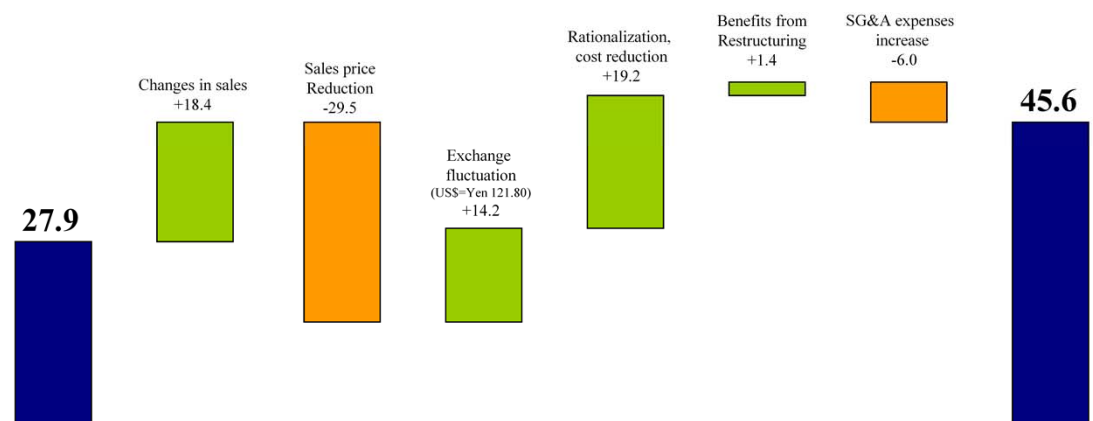 27.9
Changes in sales
+18.4
Sales price
Reduction
-29.5
Exchange
fluctuation
(US$=Yen 121.80)
+14.2
Rationalization,
cost reduction
+19.2
Benefits from
Restructuring
+1.4
SG&A expenses
increase
-6.0
45.6